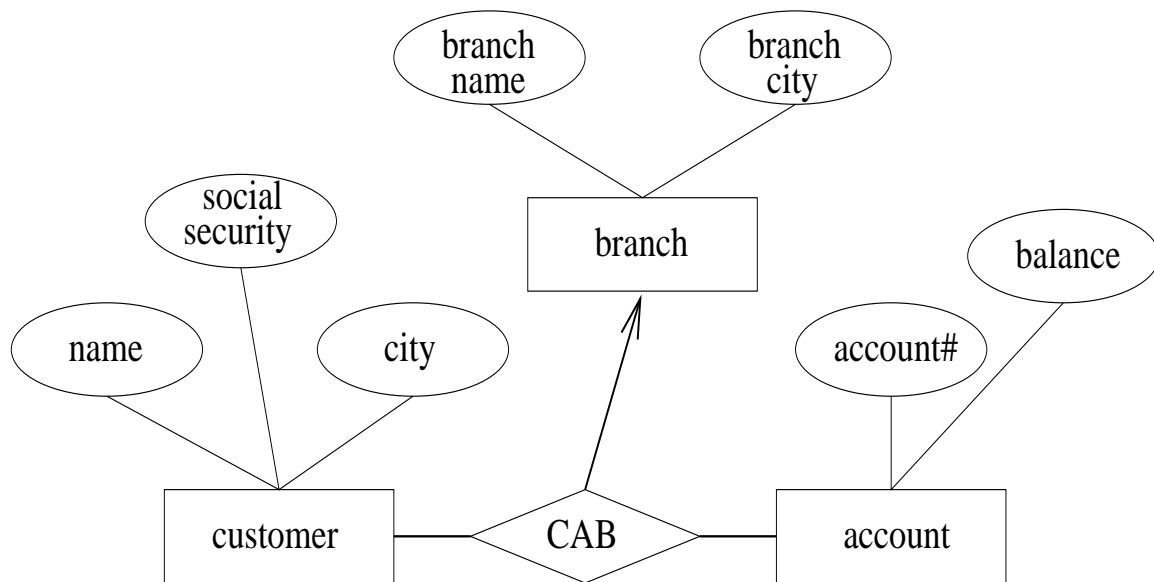 branch
name
branch
city
social
security
branch
balance
name
city
account#
customer
CAB
account